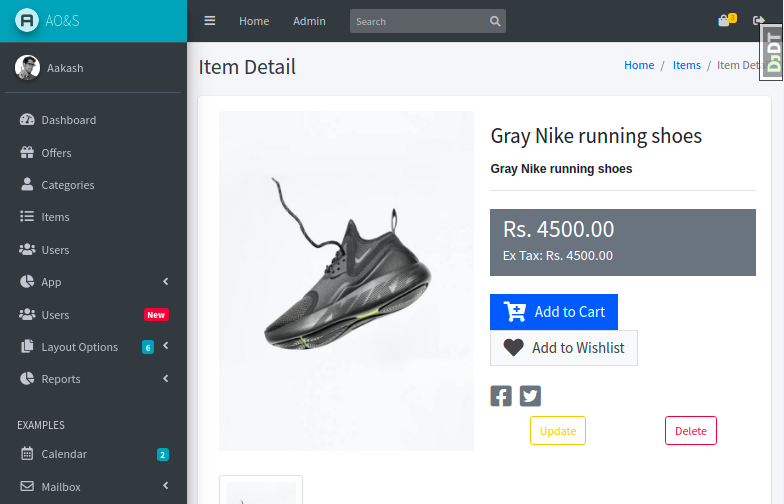 AO&S
Home
Admin
Search
Aakash
Item Detail
Home / Items / Item Det
DjDT
Dashboard
Offers
Categories
Items
Users
App
Users New
Layout Options 6
Reports
EXAMPLES
Calendar 2
Mailbox
Gray Nike running shoes
Gray Nike running shoes
Rs. 4500.00
Ex Tax: Rs. 4500.00
Add to Cart
Add to Wishlist
Update
Delete